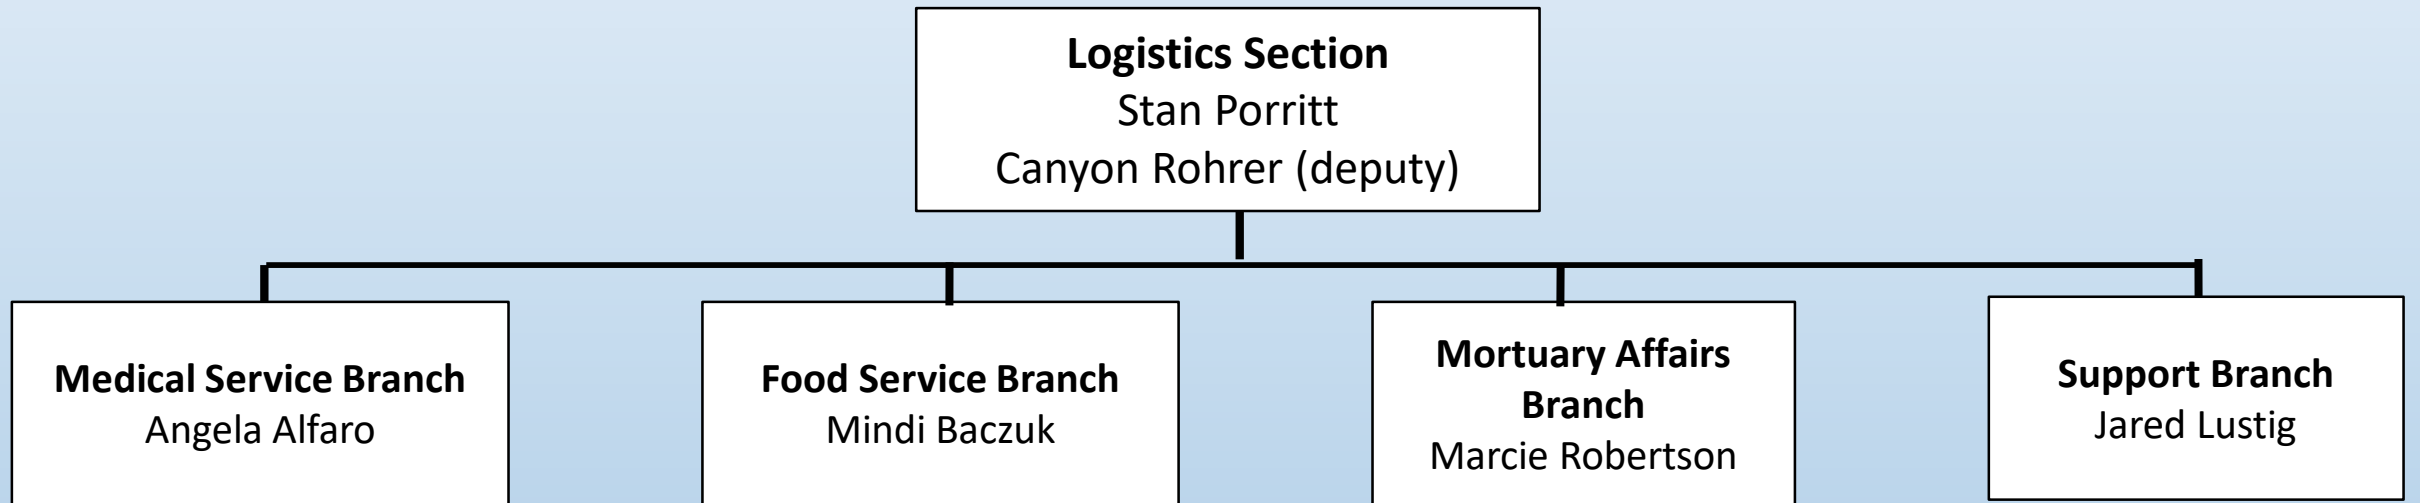 Logistics Section
Stan Porritt
Canyon Rohrer (deputy)
Medical Service Branch
Angela Alfaro
Food Service Branch
Mindi Baczuk
Mortuary Affairs
Branch
Marcie Robertson
Support Branch
Jared Lustig